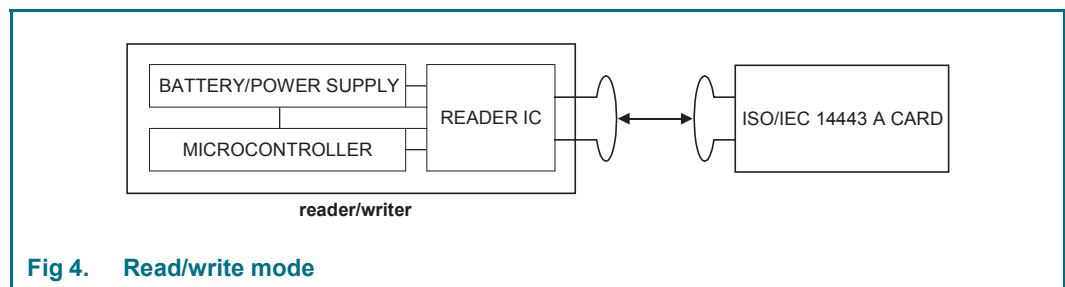 BATTERY/POWER SUPPLY
MICROCONTROLLER
READER IC
ISO/IEC 14443 A CARD
reader/writer
Fig 4. Read/write mode